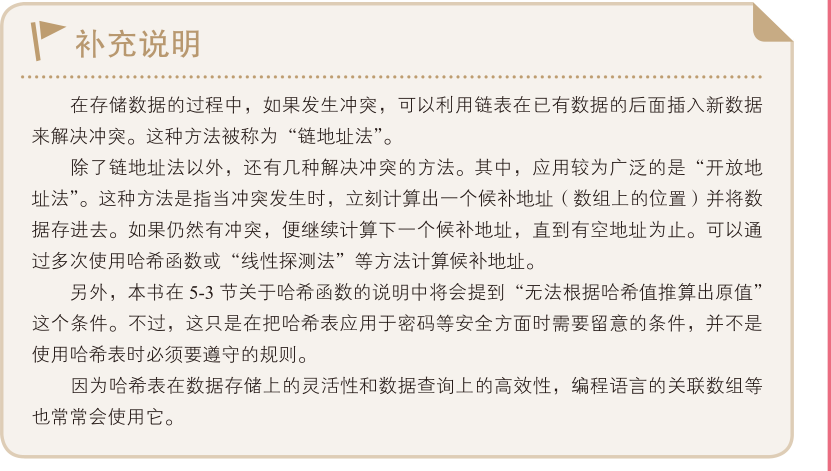 补充说明
在存储数据的过程中，如果发生冲突，可以利用链表在已有数据的后面插入新数据
来解决冲突。这种方法被称为“链地址法”。
除了链地址法以外，还有几种解决冲突的方法。其中，应用较为广泛的是“开放地
址法”。这种方法是指当冲突发生时，立刻计算出一个候补地址（数组上的位置）并将数
据存进去。如果仍然有冲突，便继续计算下一个候补地址，直到有空地址为止。可以通
过多次使用哈希函数或“线性探测法”等方法计算候补地址。
另外，本书在 5-3 节关于哈希函数的说明中将会提到“无法根据哈希值推算出原值”
这个条件。不过，这只是在把哈希表应用于密码等安全方面时需要留意的条件，并不是
使用哈希表时必须要遵守的规则。
因为哈希表在数据存储上的灵活性和数据查询上的高效性，编程语言的关联数组等
也常常会使用它。